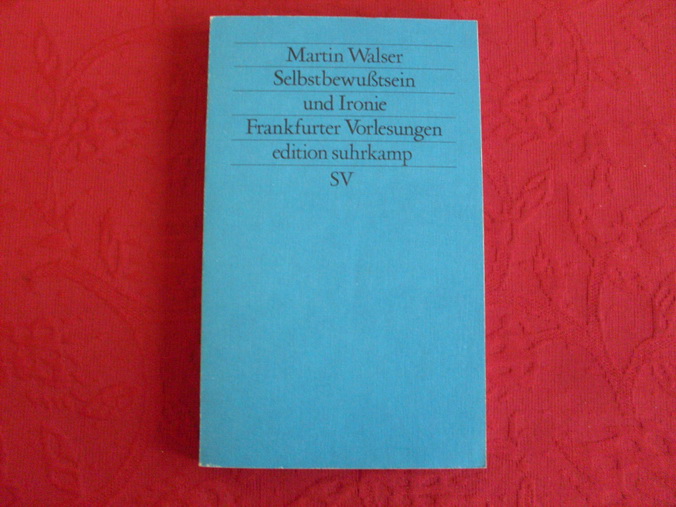 Martin Walser
Selbstbewußtsein
und Ironie
Frankfurter Vorlesungen
edition suhrkamp
SV